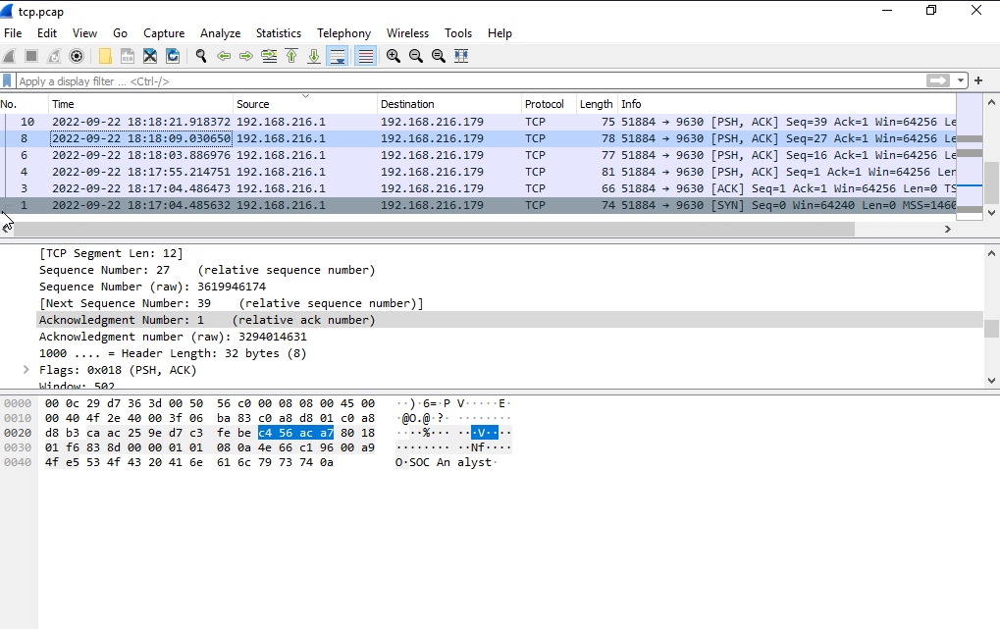 tcp.pcap
File Edit View Go Capture Analyze Statistics Telephony Wireless Tools Help
Apply a display filter ... <Ctrl-/>
No. Time Source Destination Protocol Length Info
10 2022-09-22 18:18:21.918372 192.168.216.1 192.168.216.179 TCP 75 51884 → 9630 [PSH, ACK] Seq=39 Ack=1 Win=64256 Le
8 2022-09-22 18:18:09.030650 192.168.216.1 192.168.216.179 TCP 78 51884 → 9630 [PSH, ACK] Seq=27 Ack=1 Win=64256 Le
6 2022-09-22 18:18:03.886976 192.168.216.1 192.168.216.179 TCP 77 51884 → 9630 [PSH, ACK] Seq=16 Ack=1 Win=64256 Le
4 2022-09-22 18:17:55.214751 192.168.216.1 192.168.216.179 TCP 81 51884 → 9630 [PSH, ACK] Seq=1 Ack=1 Win=64256 Len
3 2022-09-22 18:17:04.486473 192.168.216.1 192.168.216.179 TCP 66 51884 → 9630 [ACK] Seq=1 Ack=1 Win=64256 Len=0 TS
1 2022-09-22 18:17:04.485632 192.168.216.1 192.168.216.179 TCP 74 51884 → 9630 [SYN] Seq=0 Win=64240 Len=0 MSS=1460
[TCP Segment Len: 12]
Sequence Number: 27 (relative sequence number)
Sequence Number (raw): 3619946174
[Next Sequence Number: 39 (relative sequence number)]
Acknowledgment Number: 1 (relative ack number)
Acknowledgment number (raw): 3294014631
1000 .... = Header Length: 32 bytes (8)
Flags: 0x018 (PSH, ACK)
Window: 502
0000 00 0c 29 d7 36 3d 00 50 56 c0 00 08 08 00 45 00 ··)·6=·P V·····E·
0010 00 40 4f 2e 40 00 3f 06 ba 83 c0 a8 d8 01 c0 a8 ·@O.@·?· ········
0020 d8 b3 ca ac 25 9e d7 c3 fe be c4 56 ac a7 80 18 ····%··· ···V····
0030 01 f6 83 8d 00 00 01 01 08 0a 4e 66 c1 96 00 a9 ········ ··Nf····
0040 4f e5 53 4f 43 20 41 6e 61 6c 79 73 74 0a O·SOC An alyst·